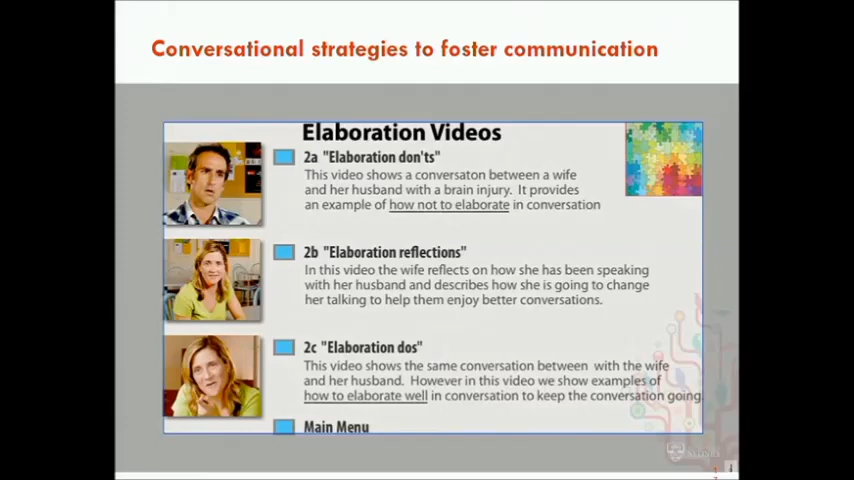 Conversational strategies to foster communication
Elaboration Videos
2a "Elaboration don'ts"
This video shows a conversaton between a wife
and her husband with a brain injury. It provides
an example of how not to elaborate in conversation
2b "Elaboration reflections"
In this video the wife reflects on how she has been speaking
with her husband and describes how she is going to change
her talking to help them enjoy better conversations.
2c "Elaboration dos"
This video shows the same conversation between with the wife
and her husband. However in this video we show examples of
how to elaborate well in conversation to keep the conversation going.
Main Menu